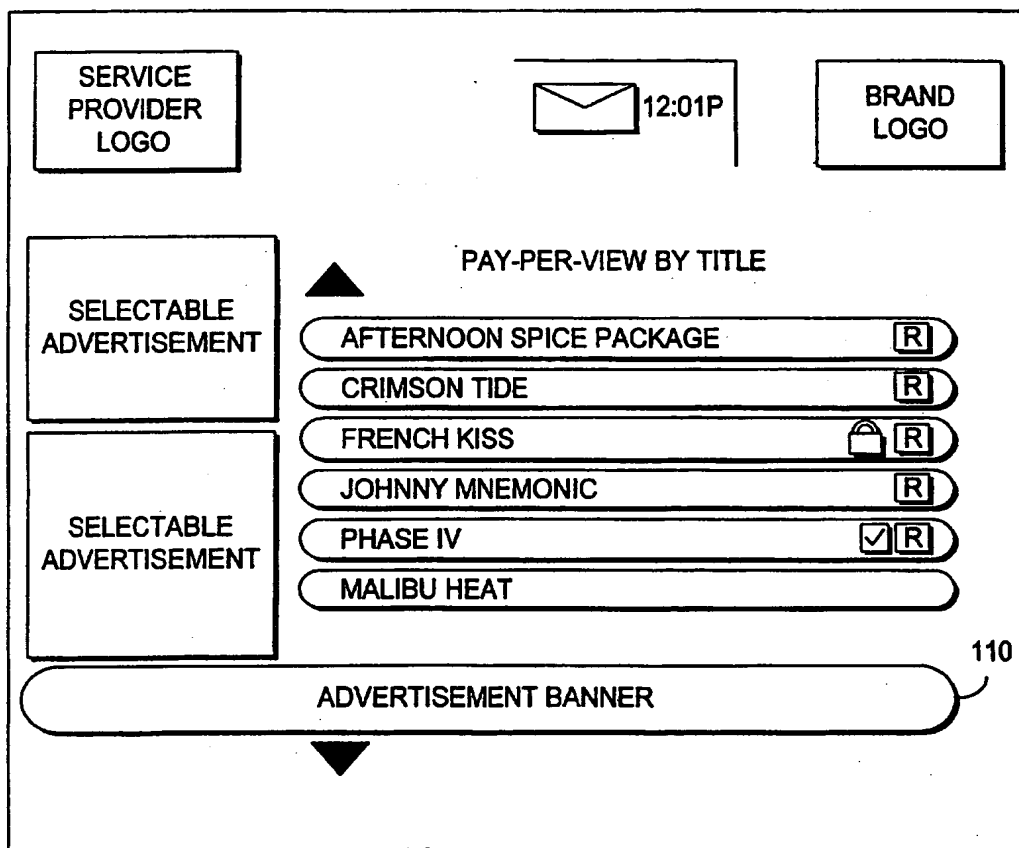 SERVICE
PROVIDER
LOGO
12:01P
BRAND
LOGO
SELECTABLE
ADVERTISEMENT
SELECTABLE
ADVERTISEMENT
PAY-PER-VIEW BY TITLE
AFTERNOON SPICE PACKAGE R
CRIMSON TIDE R
FRENCH KISS R
JOHNNY MNEMONIC R
PHASE IV R
MALIBU HEAT
110
ADVERTISEMENT BANNER